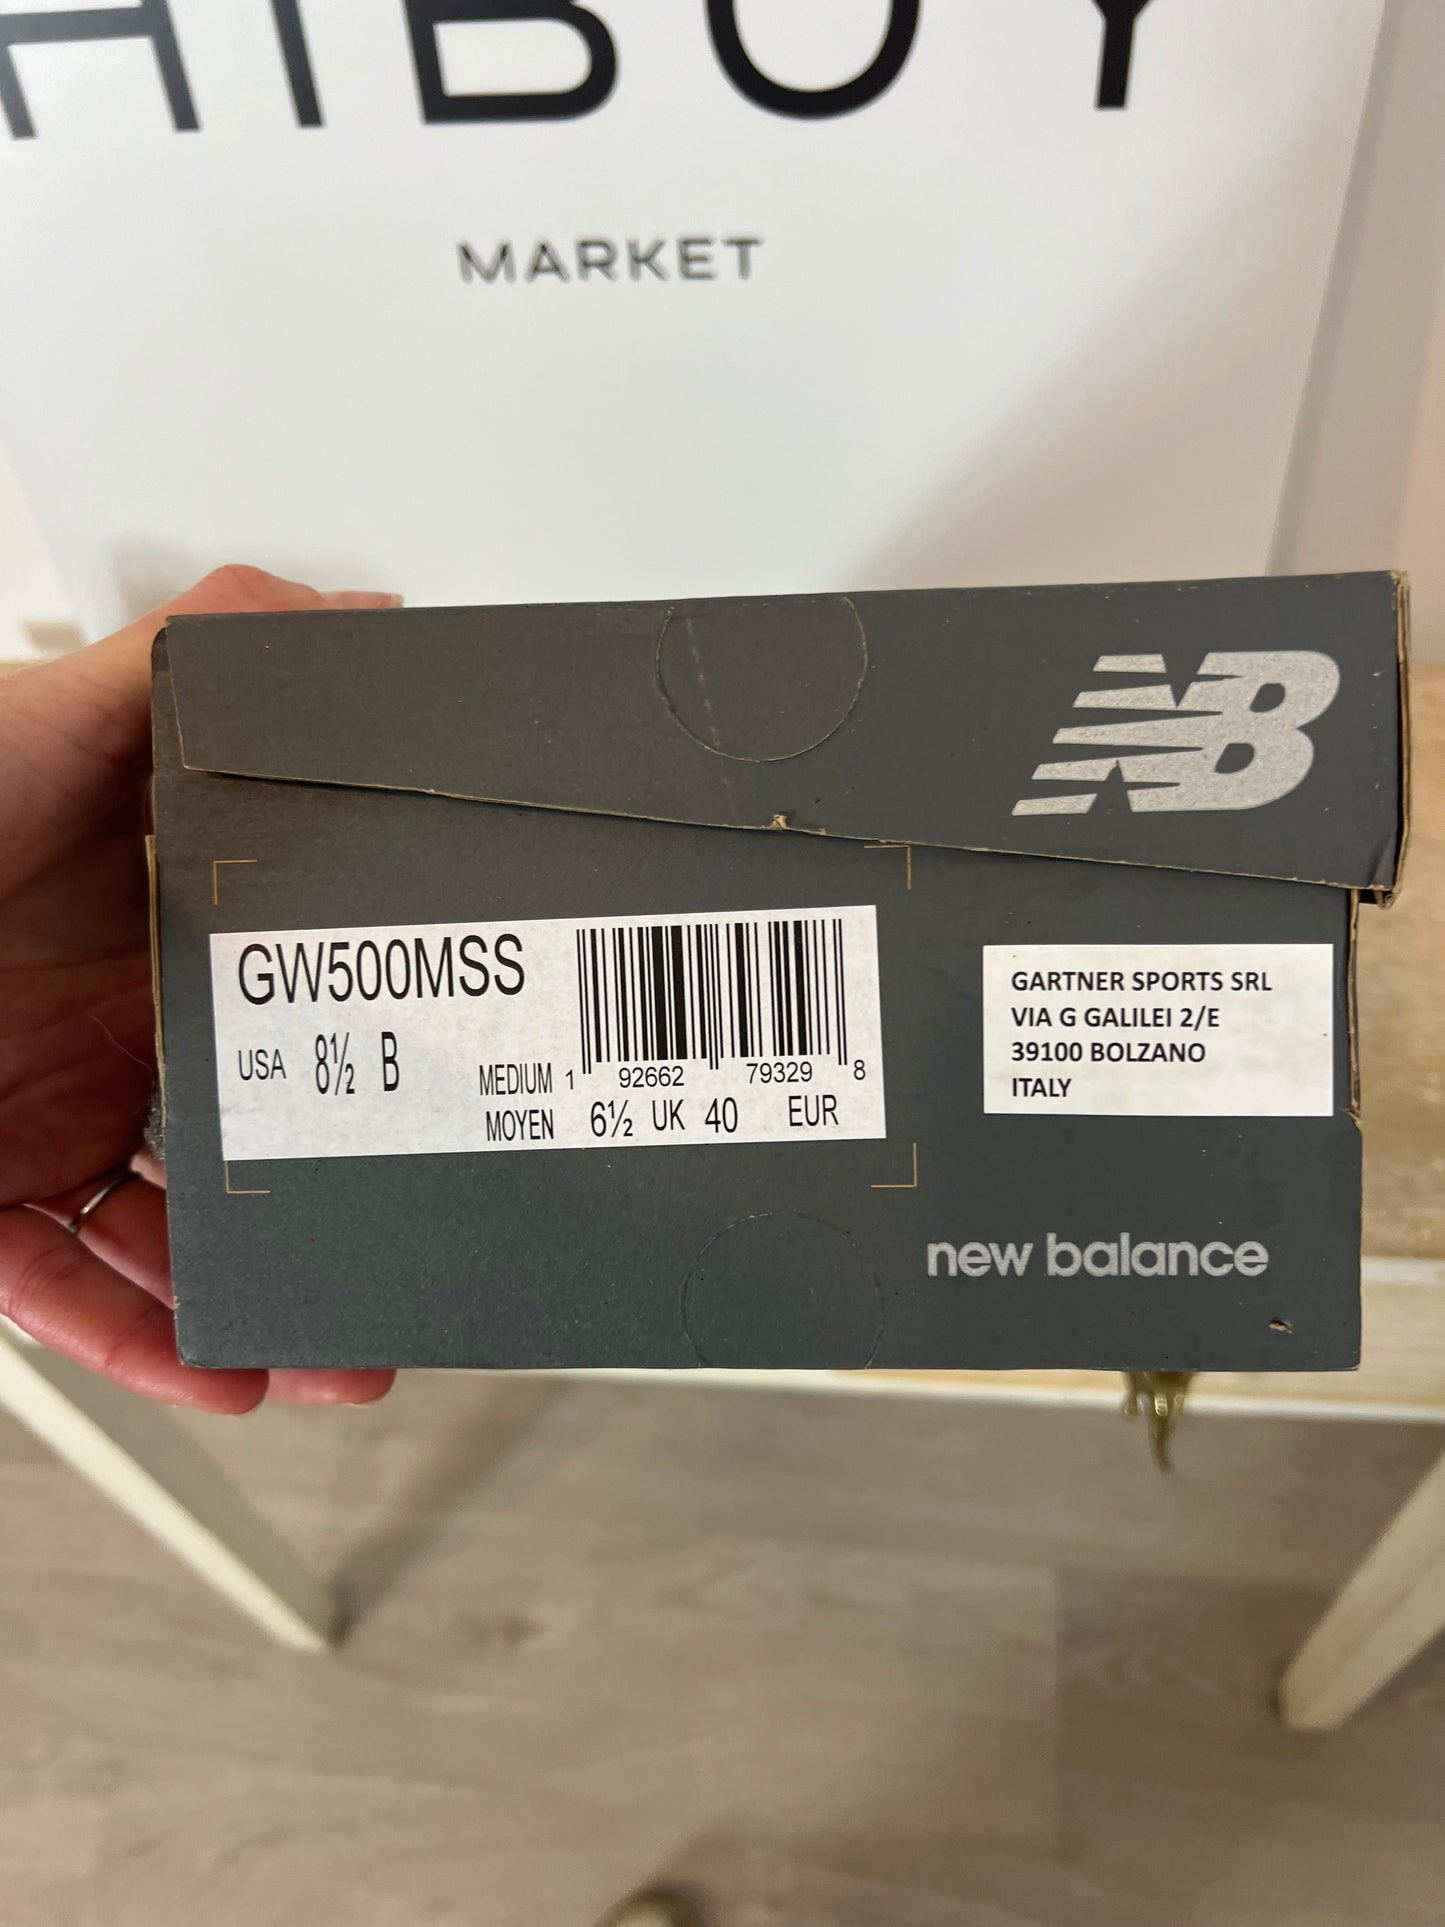 HIBUY
MARKET
NB
GW500MSS
USA 8½ B
MEDIUM
1 92662 79329 8
MOYEN 6½ UK 40 EUR
GARTNER SPORTS SRL
VIA G GALILEI 2/E
39100 BOLZANO
ITALY
new balance